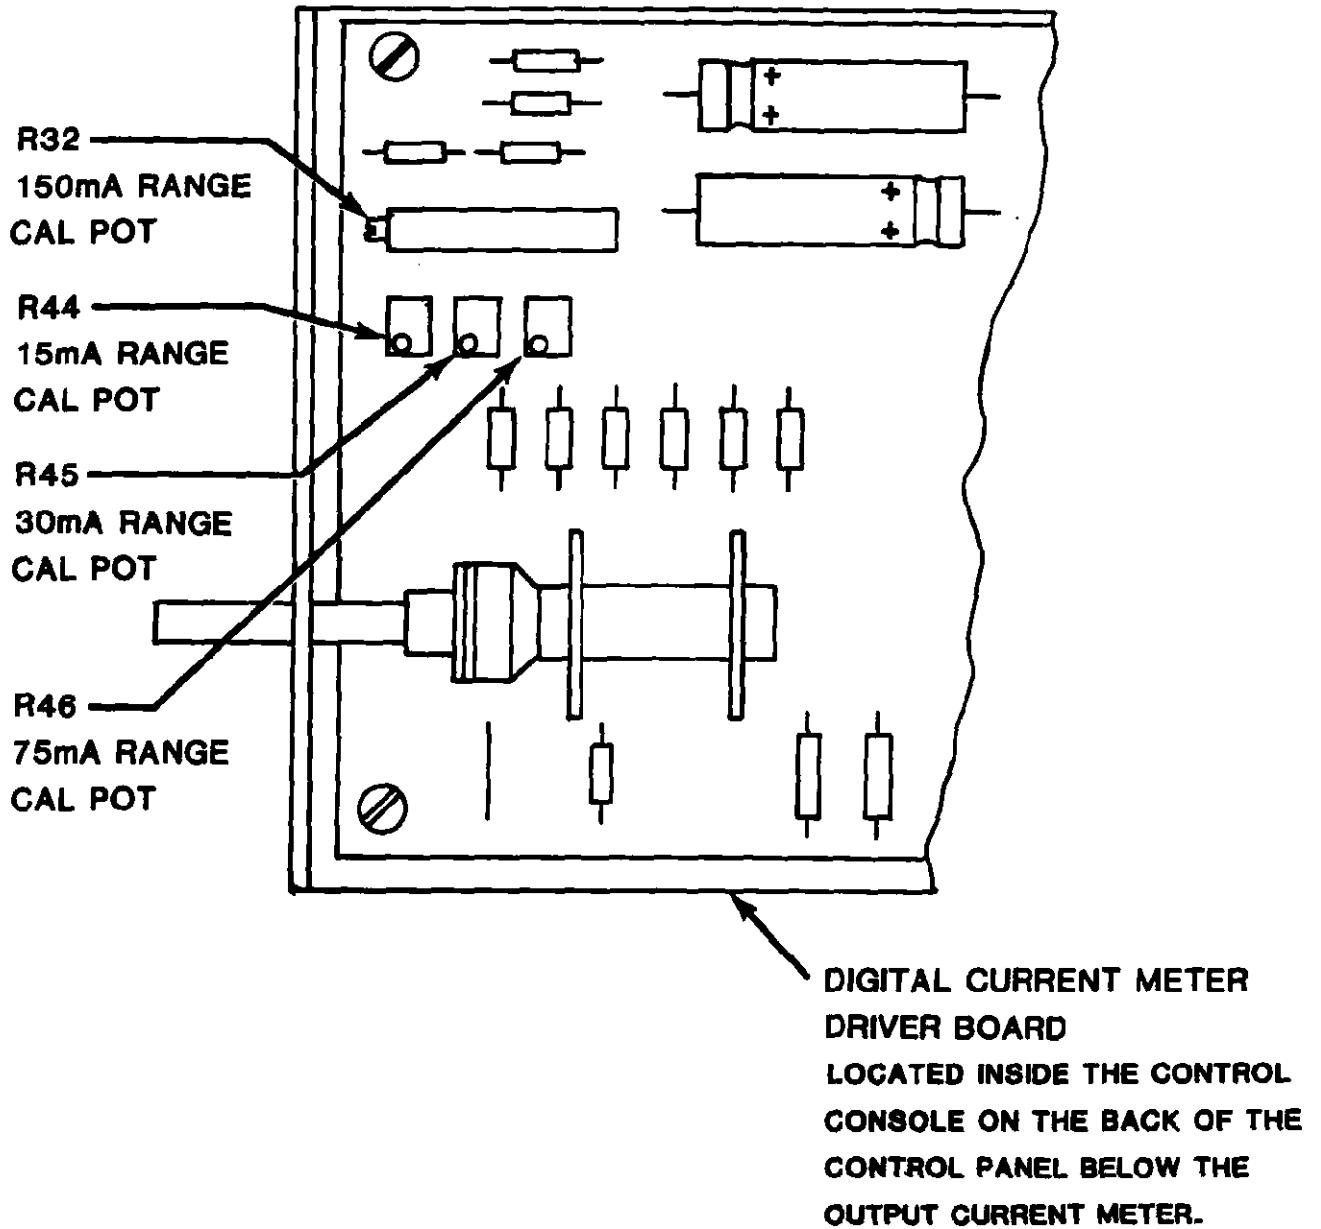 R32
150mA RANGE
CAL POT
R44
15mA RANGE
CAL POT
R45
30mA RANGE
CAL POT
R46
75mA RANGE
CAL POT
+
+
+
+
DIGITAL CURRENT METER
DRIVER BOARD
LOCATED INSIDE THE CONTROL
CONSOLE ON THE BACK OF THE
CONTROL PANEL BELOW THE
OUTPUT CURRENT METER.